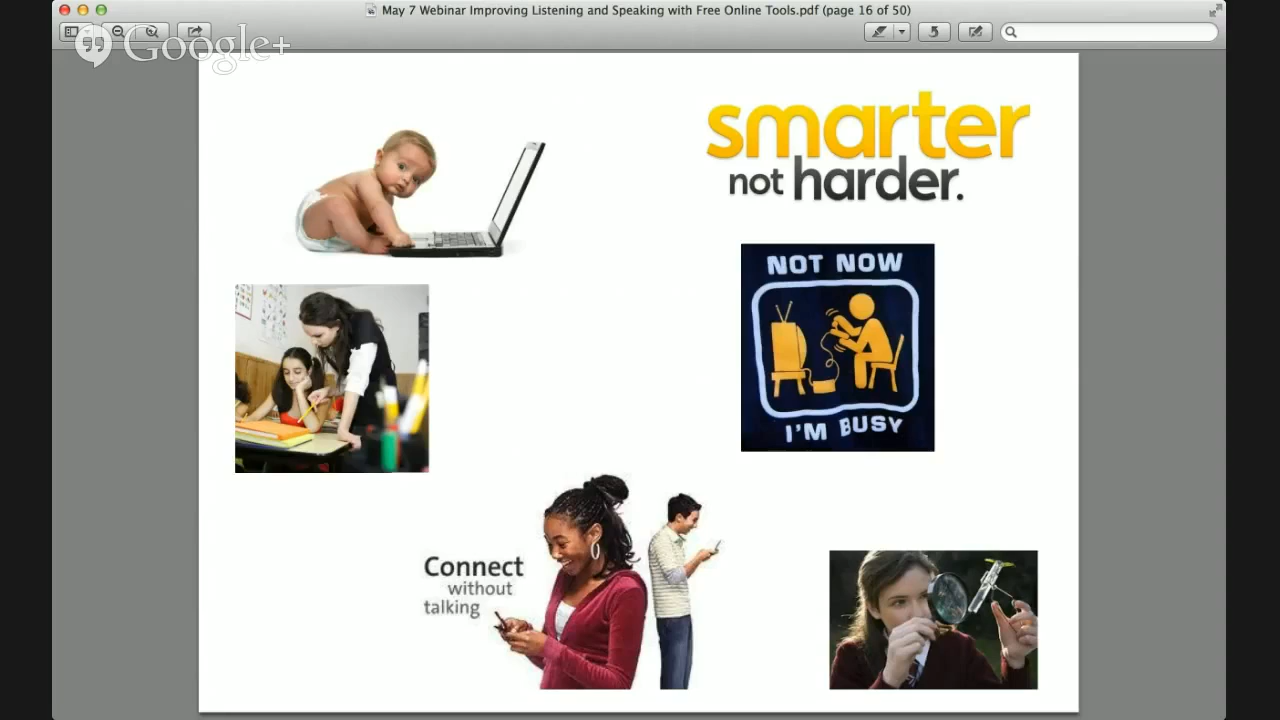 May 7 Webinar Improving Listening and Speaking with Free Online Tools.pdf (page 16 of 50)
Google+
smarter
not harder.
NOT NOW
I'M BUSY
Connect
without
talking